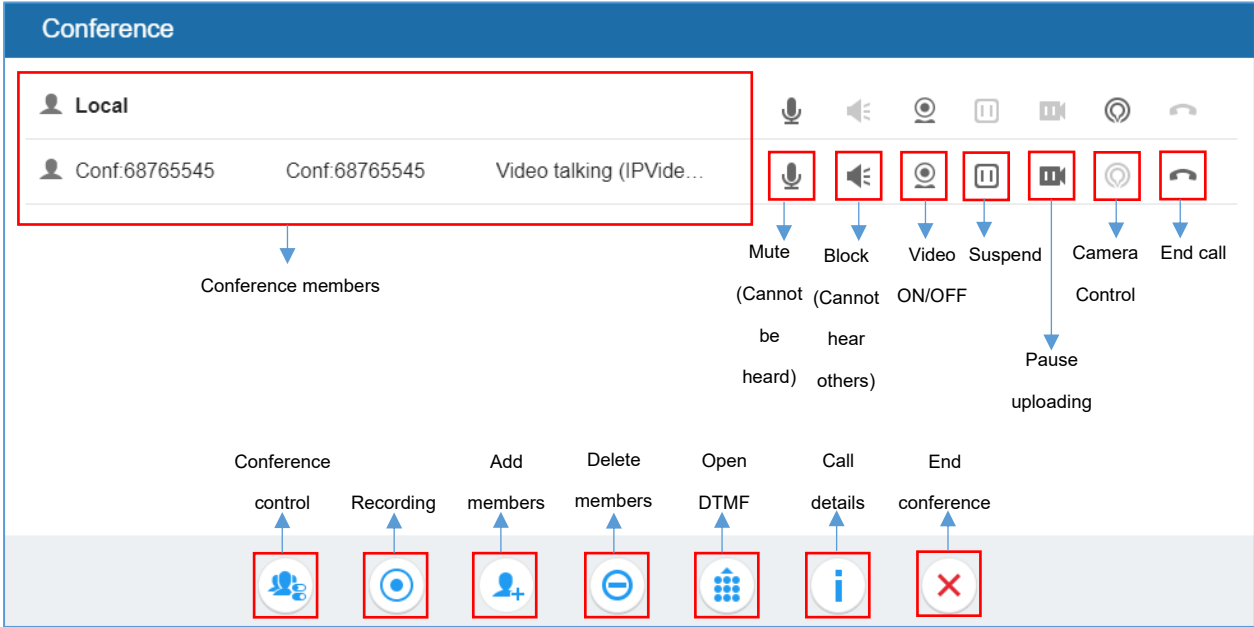 Conference
Local
Conf:68765545 Conf:68765545 Video talking (IPVide...
Conference members
Mute
(Cannot
be
heard)
Block
(Cannot
hear
others)
Video
ON/OFF
Suspend
Pause
uploading
Camera
Control
End call
Conference
control
Recording
Add
members
Delete
members
Open
DTMF
Call
details
End
conference